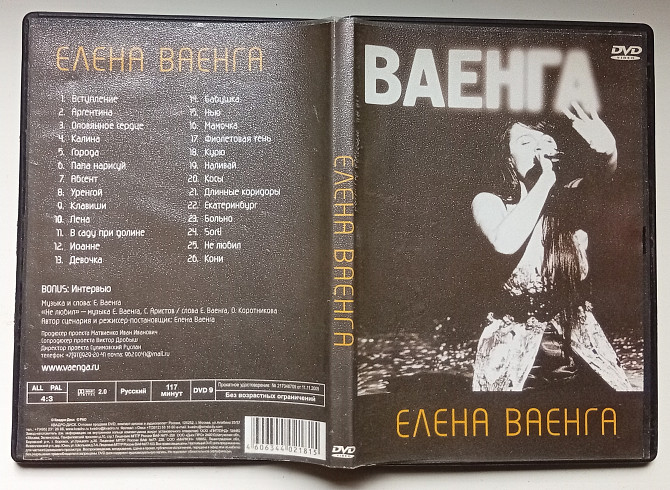 ЕЛЕНА ВАЕНГА
1. Вступление
2. Аргентина
3. Оловянное сердце
4. Калина
5. Города
6. Папа нарисуй
7. Абсент
8. Уренгой
9. Клавиши
10. Лена
11. В саду при долине
12. Иоанне
13. Девочка
14. Бабушка
15. Нью
16. Маночка
17. Фиолетовая тень
18. Курю
19. Наливай
20. Косы
21. Длинные коридоры
22. Екатеринбург
23. Больно
24. Sorti
25. Не любил
26. Кони
BONUS: Интервью
Музыка и слова: Е. Ваенга
«Не любил» — музыка Е. Ваенга, С. Аристов / слова Е. Ваенга, О. Коротникова
Автор сценария и режиссер-постановщик: Елена Ваенга
Продюсер проекта Матвиенко Иван Иванович
Сопродюсер проекта Виктор Дробыш
Директор проекта Сулимовский Руслан
www.vaenga.ru
ALL PAL
4:3
2.0
Русский
117 МИНУТ
DVD 9
Без возрастных ограничений
4606344021815
ЕЛЕНА ВАЕНГА
DVD
VIDEO
DVD
VIDEO
ВАЕНГА
ЕЛЕНА ВАЕНГА